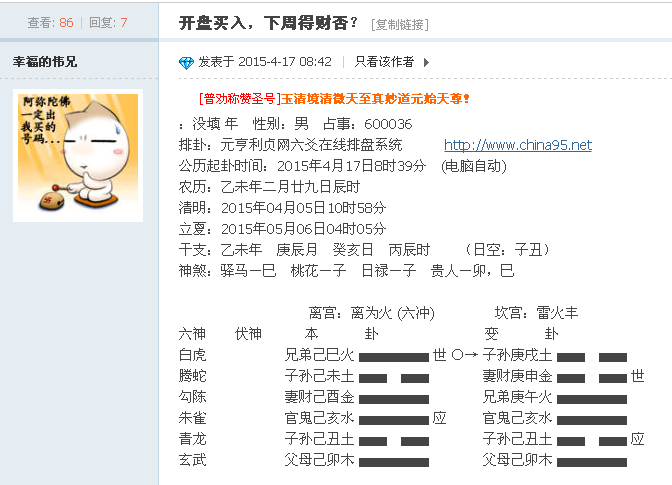 查看: 86 | 回复: 7
开盘买入，下周得财否？ [复制链接]
幸福的伟兄
发表于 2015-4-17 08:42 | 只看该作者
阿弥陀佛
一定出
我买的
号码...
[普劝称赞圣号]玉清境清微天至真妙道元始天尊!
：没填 年 性别：男 占事：600036
排卦：元亨利贞网六爻在线排盘系统 http://www.china95.net
公历起卦时间：2015年4月17日8时39分 (电脑自动)
农历：乙未年二月廿九日辰时
清明：2015年04月05日10时58分
立夏：2015年05月06日04时05分
干支：乙未年 庚辰月 癸亥日 丙辰时 （日空：子丑）
神煞：驿马—巳 桃花—子 日禄—子 贵人—卯，巳
离宫：离为火 (六冲) 坎宫：雷火丰
六神 伏神 本 卦 变 卦
白虎 兄弟己巳火 世 ○→ 子孙庚戌土
螣蛇 子孙己未土 妻财庚申金 世
勾陈 妻财己酉金 兄弟庚午火
朱雀 官鬼己亥水 应 官鬼己亥水
青龙 子孙己丑土 子孙己丑土 应
玄武 父母己卯木 父母己卯木